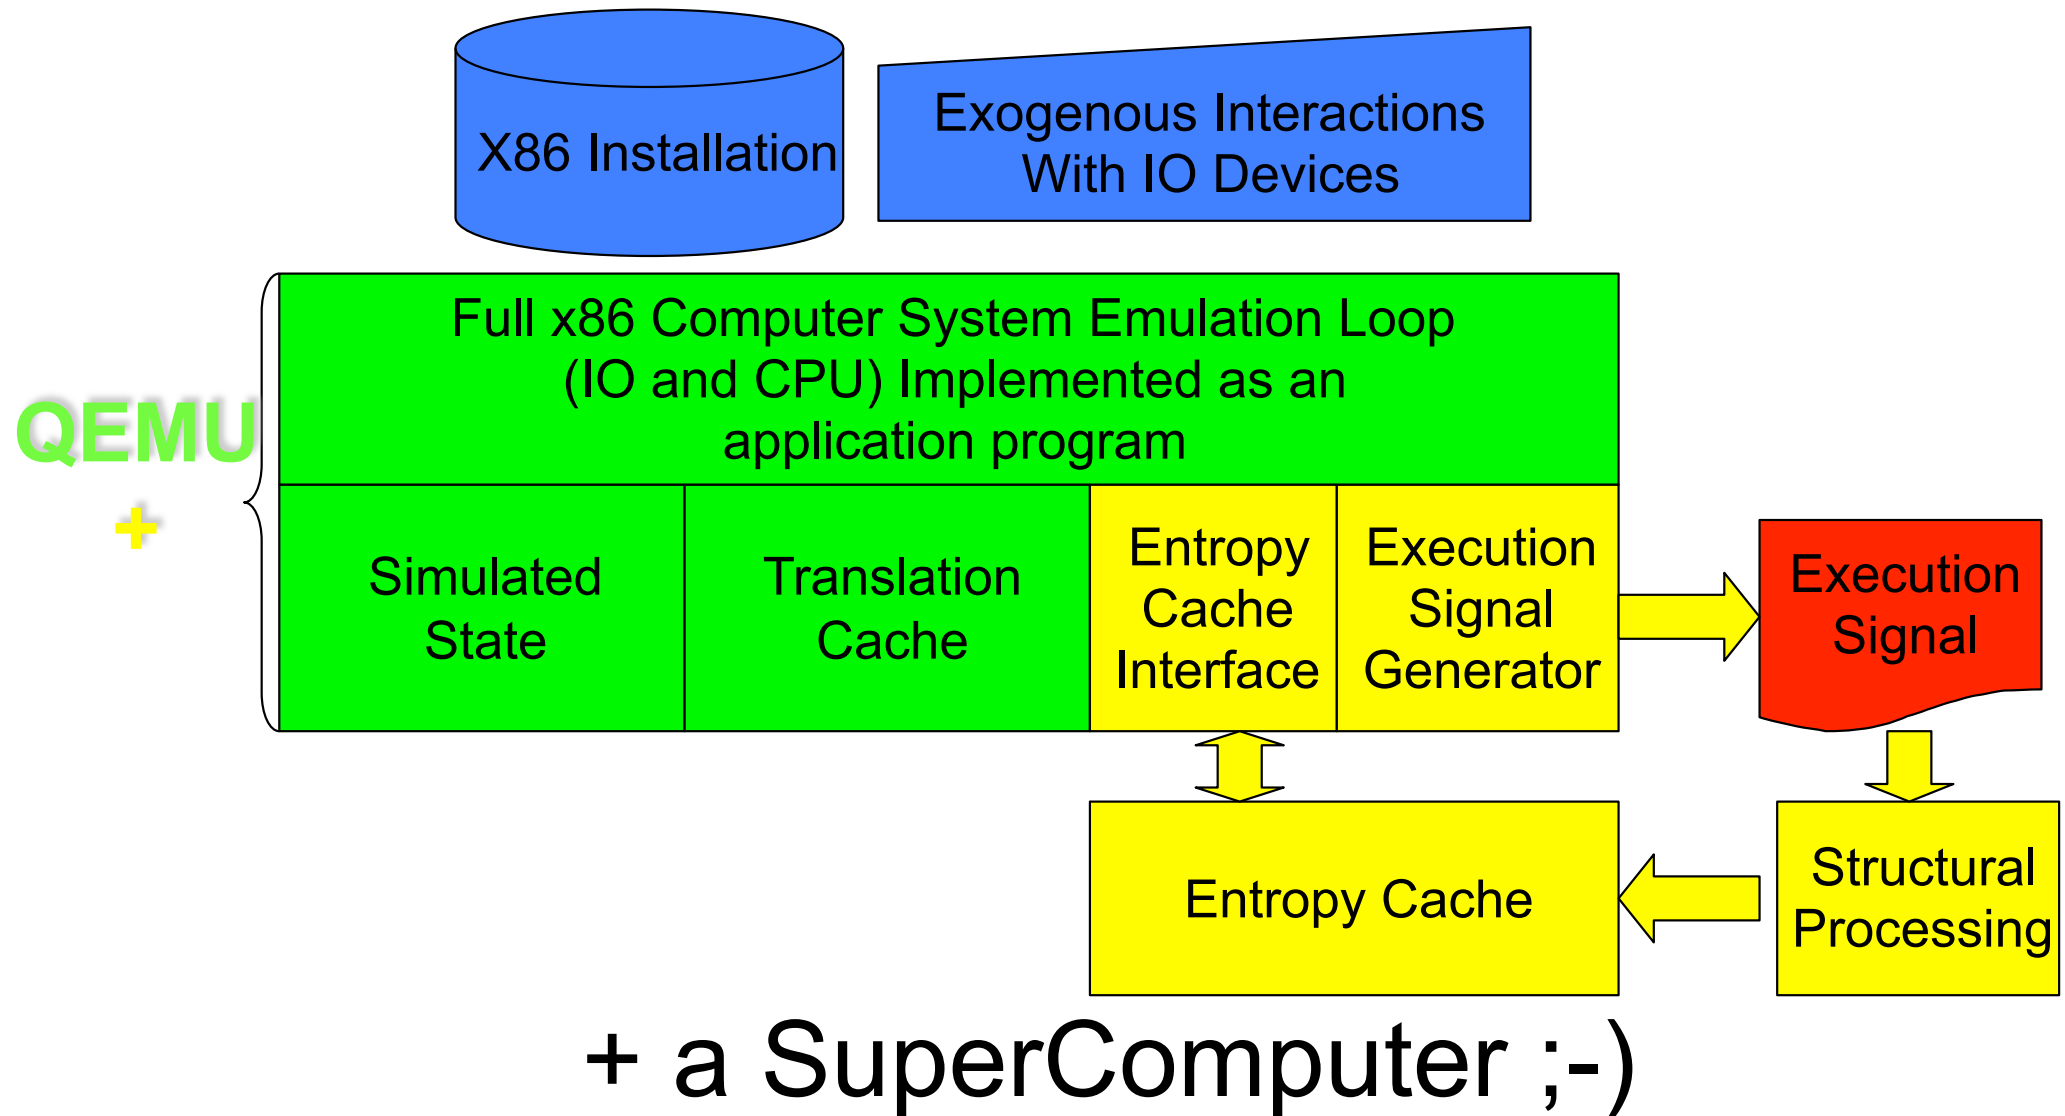 X86 Installation
Exogenous Interactions
With IO Devices
Full x86 Computer System Emulation Loop
(IO and CPU) Implemented as an
application program
QEMU
+
Simulated
State
Translation
Cache
Entropy
Cache
Interface
Execution
Signal
Generator
Execution
Signal
Entropy Cache
Structural
Processing
+ a SuperComputer ;-)